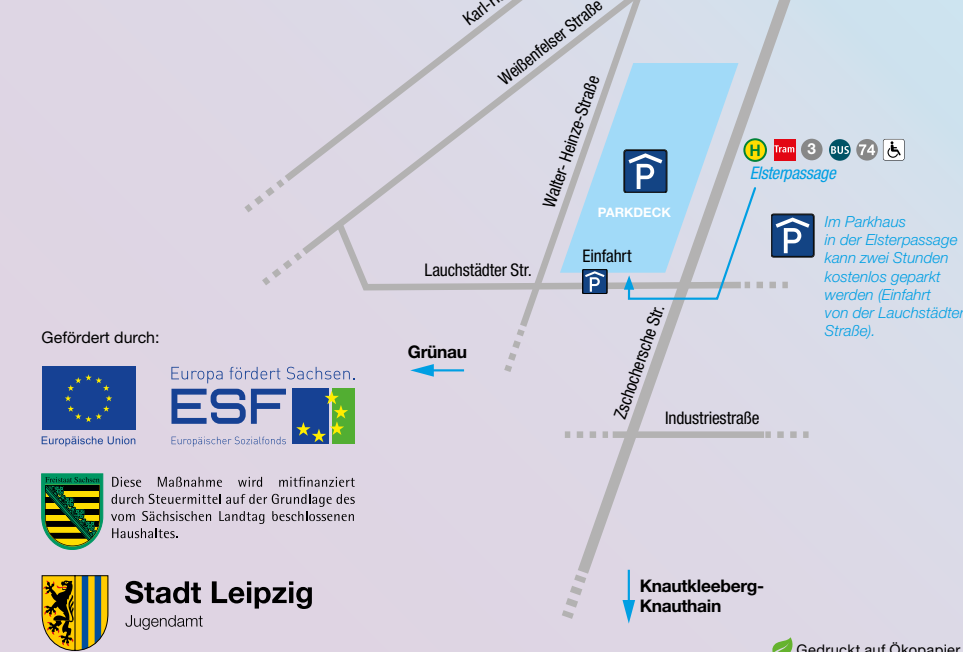 Weißenfelser Straße
Walter- Heinze-Straße
H Tram 3 BUS 74
Elsterpassage
P
PARKDECK
P
Im Parkhaus
in der Elsterpassage
kann zwei Stunden
kostenlos geparkt
werden (Einfahrt
von der Lauchstädter
Straße).
Einfahrt
P
Lauchstädter Str.
Zschochersche Str.
Gefördert durch:
Grünau
Industriestraße
Europäische Union
Europa fördert Sachsen.
ESF
Europäischer Sozialfonds
Freistaat Sachsen
Diese Maßnahme wird mitfinanziert
durch Steuermittel auf der Grundlage des
vom Sächsischen Landtag beschlossenen
Haushaltes.
Stadt Leipzig
Jugendamt
Knautkleeberg-
Knauthain
Gedruckt auf Ökopapier